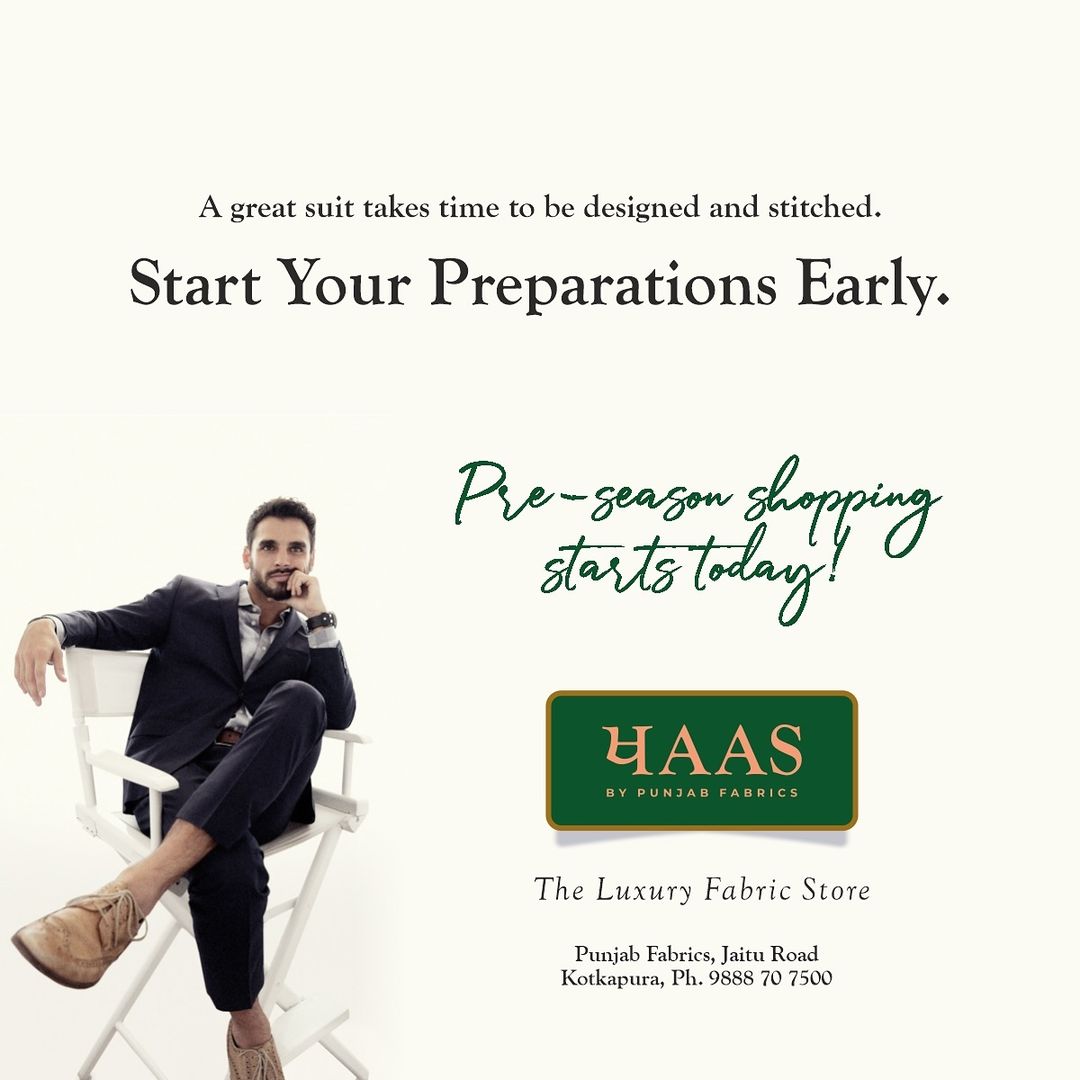 A great suit takes time to be designed and stitched.
Start Your Preparations Early.
Pre-season shopping
starts today!
ਖAAS
BY PUNJAB FABRICS
The Luxury Fabric Store
Punjab Fabrics, Jaitu Road
Kotkapura, Ph. 9888 70 7500